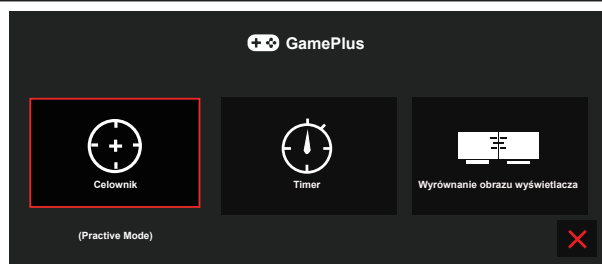 GamePlus
Celownik
Timer
Wyrównanie obrazu wyświetlacza
(Practive Mode)